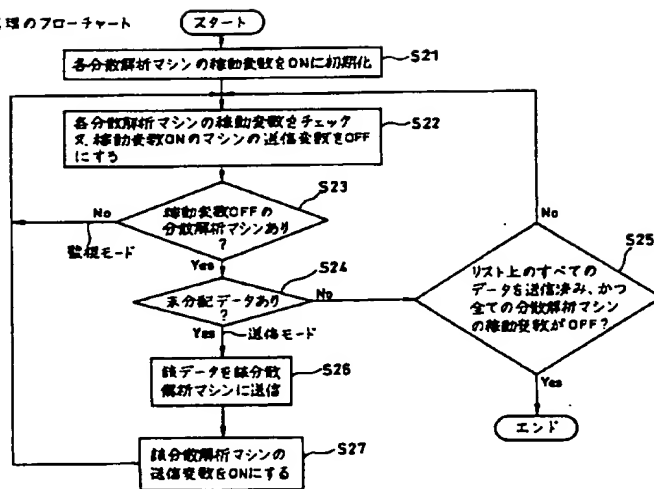 理のフローチャート
スタート
各分散解析マシンの稼動変数をONに初期化
S21
各分散解析マシンの稼動変数をチェック
又、稼動変数ONのマシンの送信変数をOFF
にする
S22
S23
稼動変数OFFの
分散解析マシンあり
?
No
監視モード
Yes
S24
未分配データあり
?
No
Yes
送信モード
S26
該データを該分散
解析マシンに送信
S27
該分散解析マシンの
送信変数をONにする
No
S25
リスト上のすべての
データを送信済み、かつ
全ての分散解析マシン
の稼動変数がOFF?
Yes
エンド